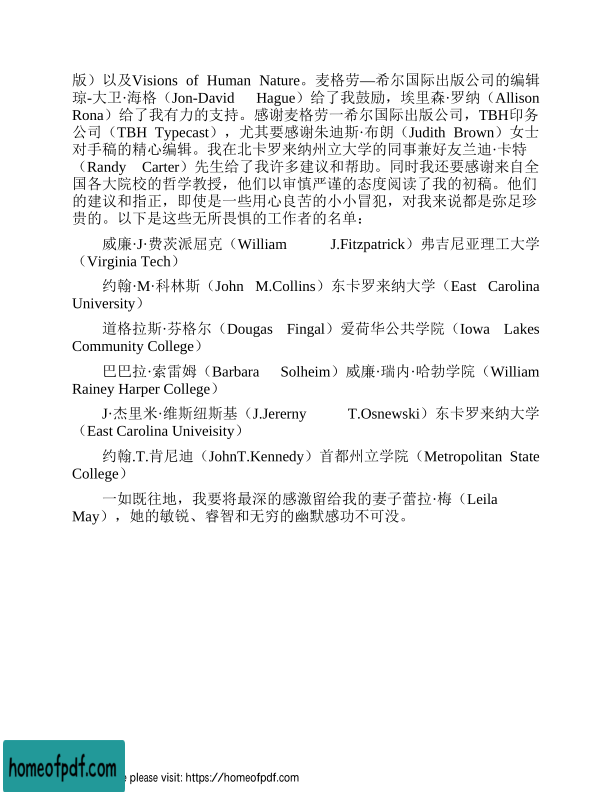 版）以及Visions of Human Nature。麦格劳—希尔国际出版公司的编辑
琼-大卫·海格（Jon-David Hague）给了我鼓励，埃里森·罗纳（Allison
Rona）给了我有力的支持。感谢麦格劳一希尔国际出版公司，TBH印务
公司（TBH Typecast），尤其要感谢朱迪斯·布朗（Judith Brown）女士
对手稿的精心编辑。我在北卡罗来纳州立大学的同事兼好友兰迪·卡特
（Randy Carter）先生给了我许多建议和帮助。同时我还要感谢来自全
国各大院校的哲学教授，他们以审慎严谨的态度阅读了我的初稿。他们
的建议和指正，即使是一些用心良苦的小小冒犯，对我来说都是弥足珍
贵的。以下是这些无所畏惧的工作者的名单：
威廉·J·费茨派屈克（William J.Fitzpatrick）弗吉尼亚理工大学
（Virginia Tech）
约翰·M·科林斯（John M.Collins）东卡罗来纳大学（East Carolina
University）
道格拉斯·芬格尔（Dougas Fingal）爱荷华公共学院（Iowa Lakes
Community College）
巴巴拉·索雷姆（Barbara Solheim）威廉·瑞内·哈勃学院（William
Rainey Harper College）
J·杰里米·维斯纽斯基（J.Jererny T.Osnewski）东卡罗来纳大学
（East Carolina Univeisity）
约翰.T.肯尼迪（JohnT.Kennedy）首都州立学院（Metropolitan State
College）
一如既往地，我要将最深的感激留给我的妻子蕾拉·梅（Leila
May），她的敏锐、睿智和无穷的幽默感功不可没。
homeofpdf.com
e please visit: https://homeofpdf.com